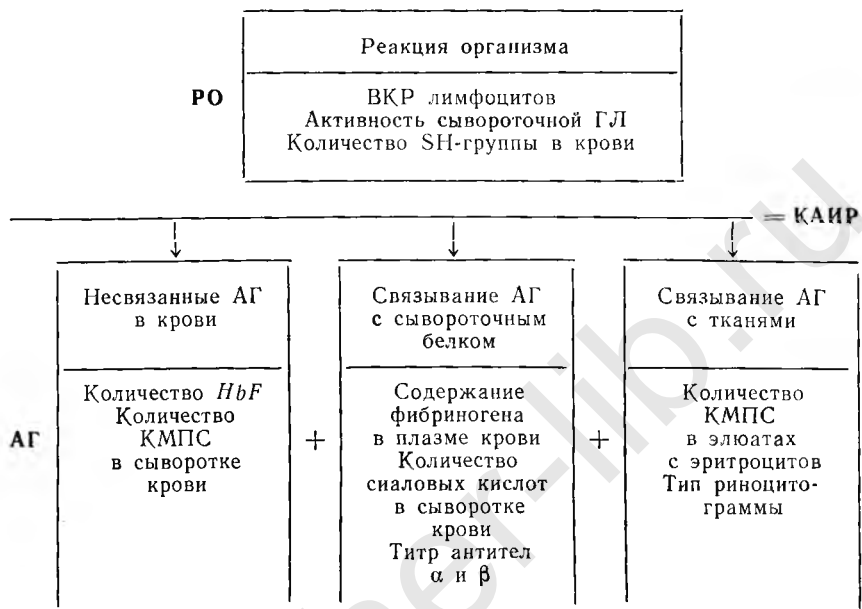 Реакция организма
РО
ВКР лимфоцитов
Активность сывороточной ГЛ
Количество SH-группы в крови
= КАИР
Несвязанные АГ
в крови
Связывание АГ
с сывороточным
белком
Связывание АГ
с тканями
АГ
Количество HbF
Количество
КМПС
в сыворотке
крови
+
Содержание
фибриногена
в плазме крови
Количество
сиаловых кислот
в сыворотке
крови
Титр антител
α и β
+
Количество
КМПС
в элюатах
с эритроцитов
Тип риноцито-
граммы